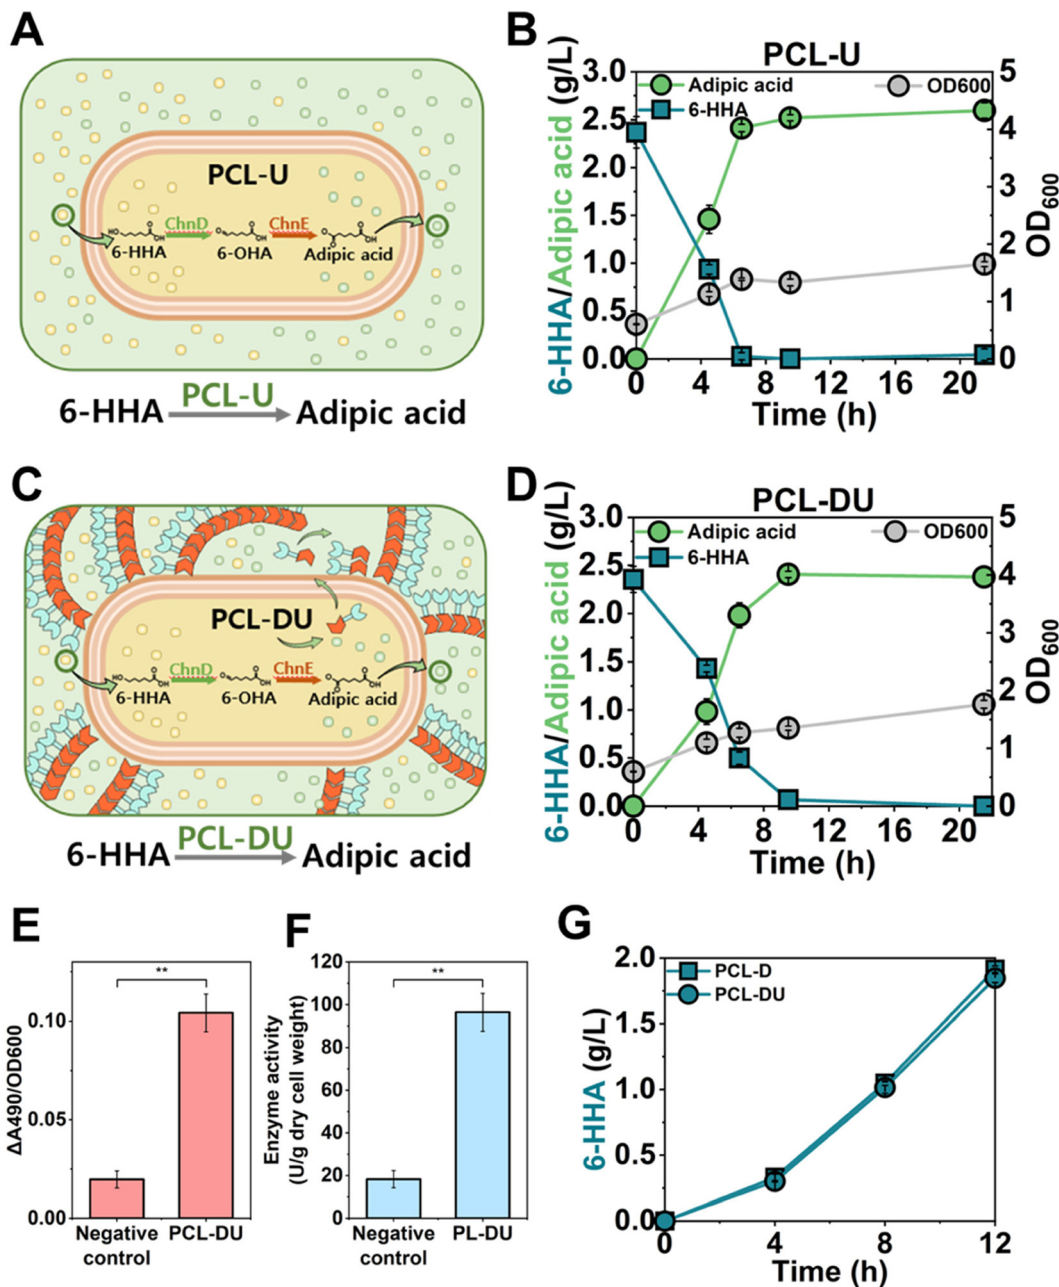 A
PCL-U
ChnD
ChnE
6-HHA
6-OHA
Adipic acid
PCL-U
6-HHA
Adipic acid
B
PCL-U
6-HHA/Adipic acid (g/L)
3.0
2.5
2.0
1.5
1.0
0.5
0.0
Adipic acid
6-HHA
OD600
5
4
3
2
1
0
OD600
0 4 8 12 16 20
Time (h)
C
PCL-DU
ChnD
ChnE
6-HHA
6-OHA
Adipic acid
PCL-DU
6-HHA
Adipic acid
D
PCL-DU
6-HHA/Adipic acid (g/L)
3.0
2.5
2.0
1.5
1.0
0.5
0.0
Adipic acid
6-HHA
OD600
5
4
3
2
1
0
OD600
0 4 8 12 16 20
Time (h)
E
ΔA490/OD600
0.10
0.05
0.00
**
Negative
control
PCL-DU
F
Enzyme activity
(U/g dry cell weight)
120
100
80
60
40
20
0
**
Negative
control
PL-DU
G
6-HHA (g/L)
2.0
1.5
1.0
0.5
0.0
PCL-D
PCL-DU
0 4 8 12
Time (h)